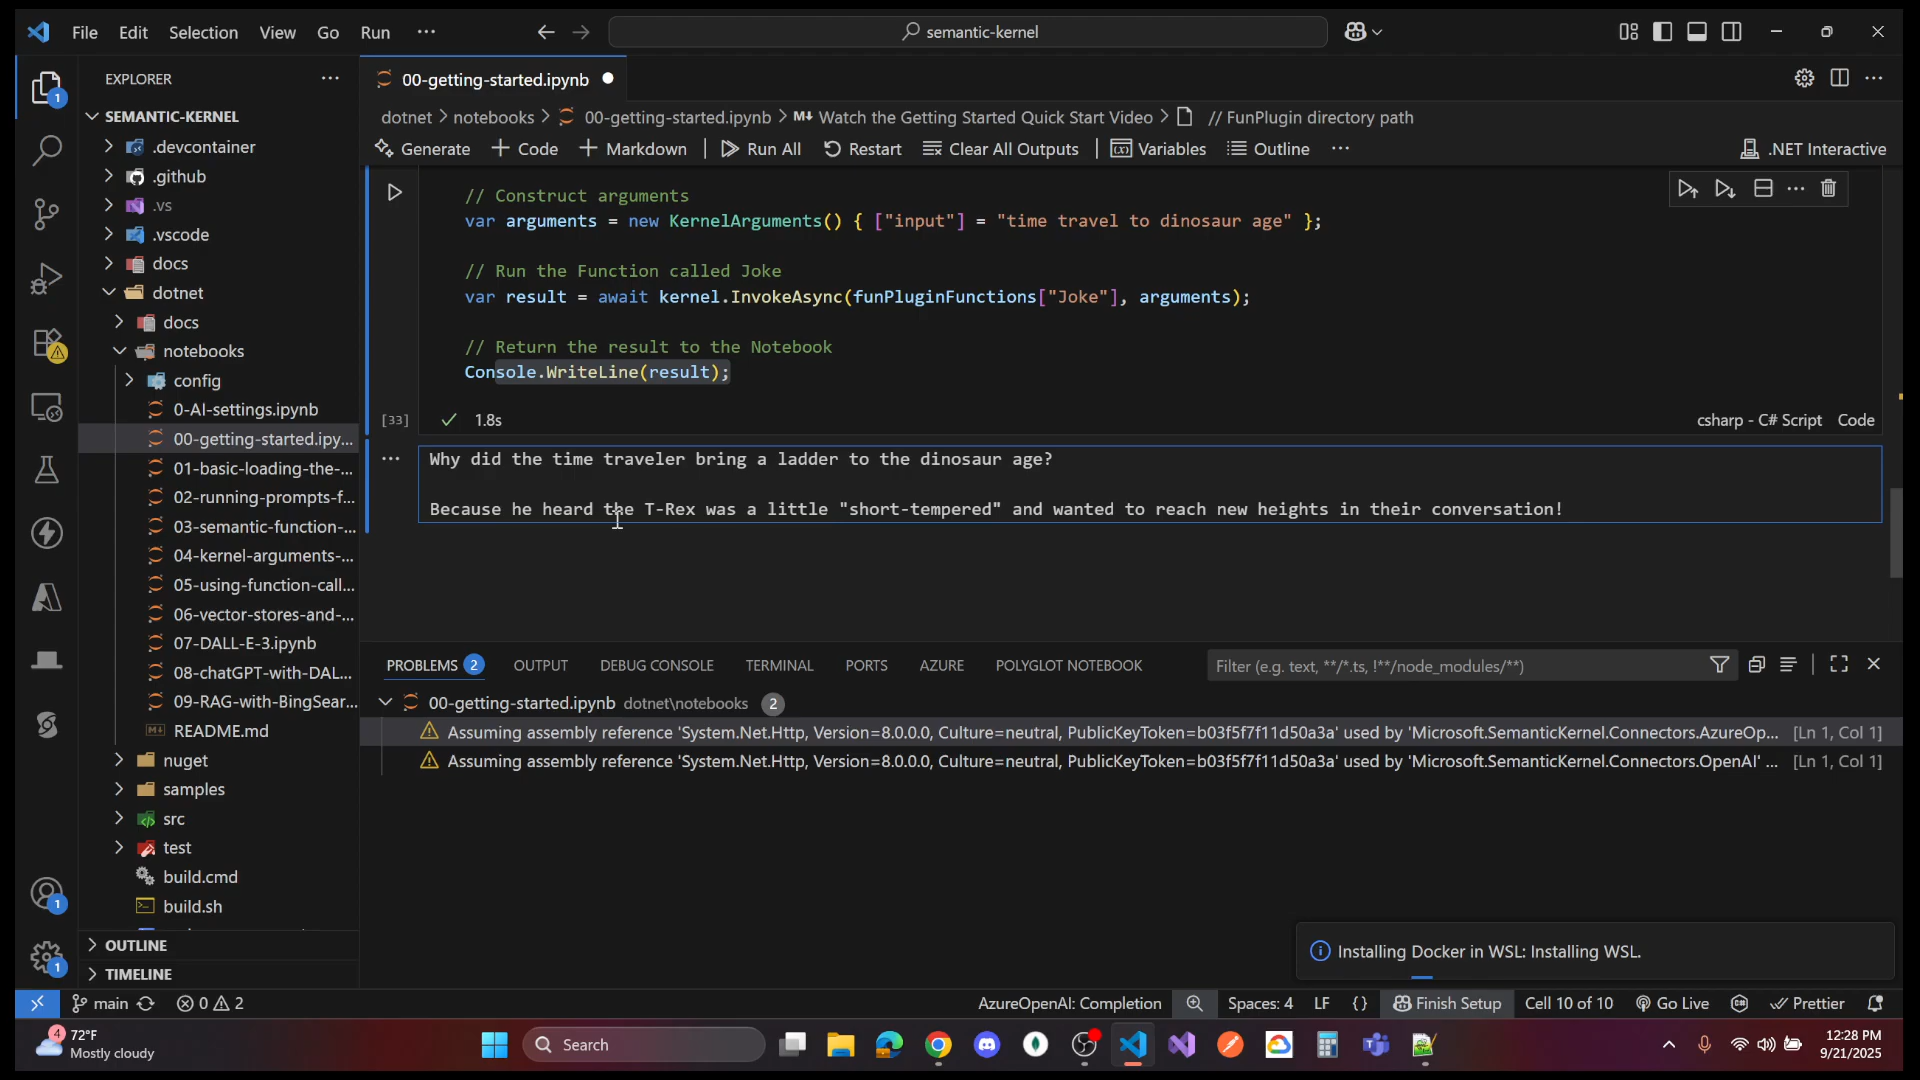 File Edit Selection View Go Run ···
semantic-kernel
EXPLORER
SEMANTIC-KERNEL
.devcontainer
.github
.vs
.vscode
docs
dotnet
docs
notebooks
config
0-AI-settings.ipynb
00-getting-started.ipy...
01-basic-loading-the-...
02-running-prompts-f...
03-semantic-function-...
04-kernel-arguments-...
05-using-function-call...
06-vector-stores-and-...
07-DALL-E-3.ipynb
08-chatGPT-with-DAL...
09-RAG-with-BingSear...
README.md
nuget
samples
src
test
build.cmd
build.sh
OUTLINE
TIMELINE
1
1
1
00-getting-started.ipynb
dotnet > notebooks > 00-getting-started.ipynb > M↓ Watch the Getting Started Quick Start Video > // FunPlugin directory path
Generate + Code + Markdown | Run All Restart Clear All Outputs | Variables Outline ···
.NET Interactive
// Construct arguments
var arguments = new KernelArguments() { ["input"] = "time travel to dinosaur age" };
// Run the Function called Joke
var result = await kernel.InvokeAsync(funPluginFunctions["Joke"], arguments);
// Return the result to the Notebook
Console.WriteLine(result);
[33] ✓ 1.8s
csharp - C# Script Code
Why did the time traveler bring a ladder to the dinosaur age?
Because he heard the T-Rex was a little "short-tempered" and wanted to reach new heights in their conversation!
PROBLEMS 2 OUTPUT DEBUG CONSOLE TERMINAL PORTS AZURE POLYGLOT NOTEBOOK
Filter (e.g. text, **/*.ts, !**/node_modules/**)
00-getting-started.ipynb dotnet\notebooks 2
Assuming assembly reference 'System.Net.Http, Version=8.0.0.0, Culture=neutral, PublicKeyToken=b03f5f7f11d50a3a' used by 'Microsoft.SemanticKernel.Connectors.AzureOp... [Ln 1, Col 1]
Assuming assembly reference 'System.Net.Http, Version=8.0.0.0, Culture=neutral, PublicKeyToken=b03f5f7f11d50a3a' used by 'Microsoft.SemanticKernel.Connectors.OpenAI' ... [Ln 1, Col 1]
Installing Docker in WSL: Installing WSL.
main 0 2
AzureOpenAI: Completion Spaces: 4 LF {} Finish Setup Cell 10 of 10 Go Live Prettier
4
72°F
Mostly cloudy
Search
12:28 PM
9/21/2025